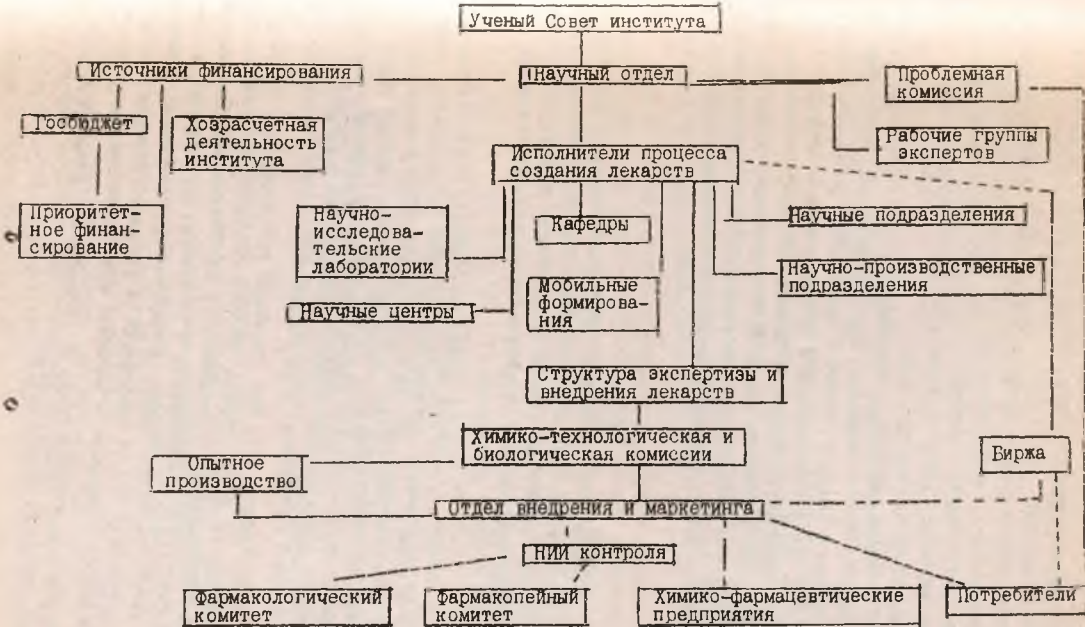 Ученый Совет института
Источники финансирования
Научный отдел
Проблемная
комиссия
Госбюджет
Хозрасчетная
деятельность
института
Рабочие группы
экспертов
Исполнители процесса
создания лекарств
Приоритет-
ное финан-
сирование
Научно-
исследова-
тельские
лаборатории
Кафедры
Научные подразделения
Научно-производственные
подразделения
Мобильные
формирова-
ния
Научные центры
Структура экспертизы и
внедрения лекарств
Химико-технологическая и
биологическая комиссии
Опытное
производство
Биржа
Отдел внедрения и маркетинга
НИИ контроля
Фармакологический
комитет
Фармакопейный
комитет
Химико-фармацевтические
предприятия
Потребители